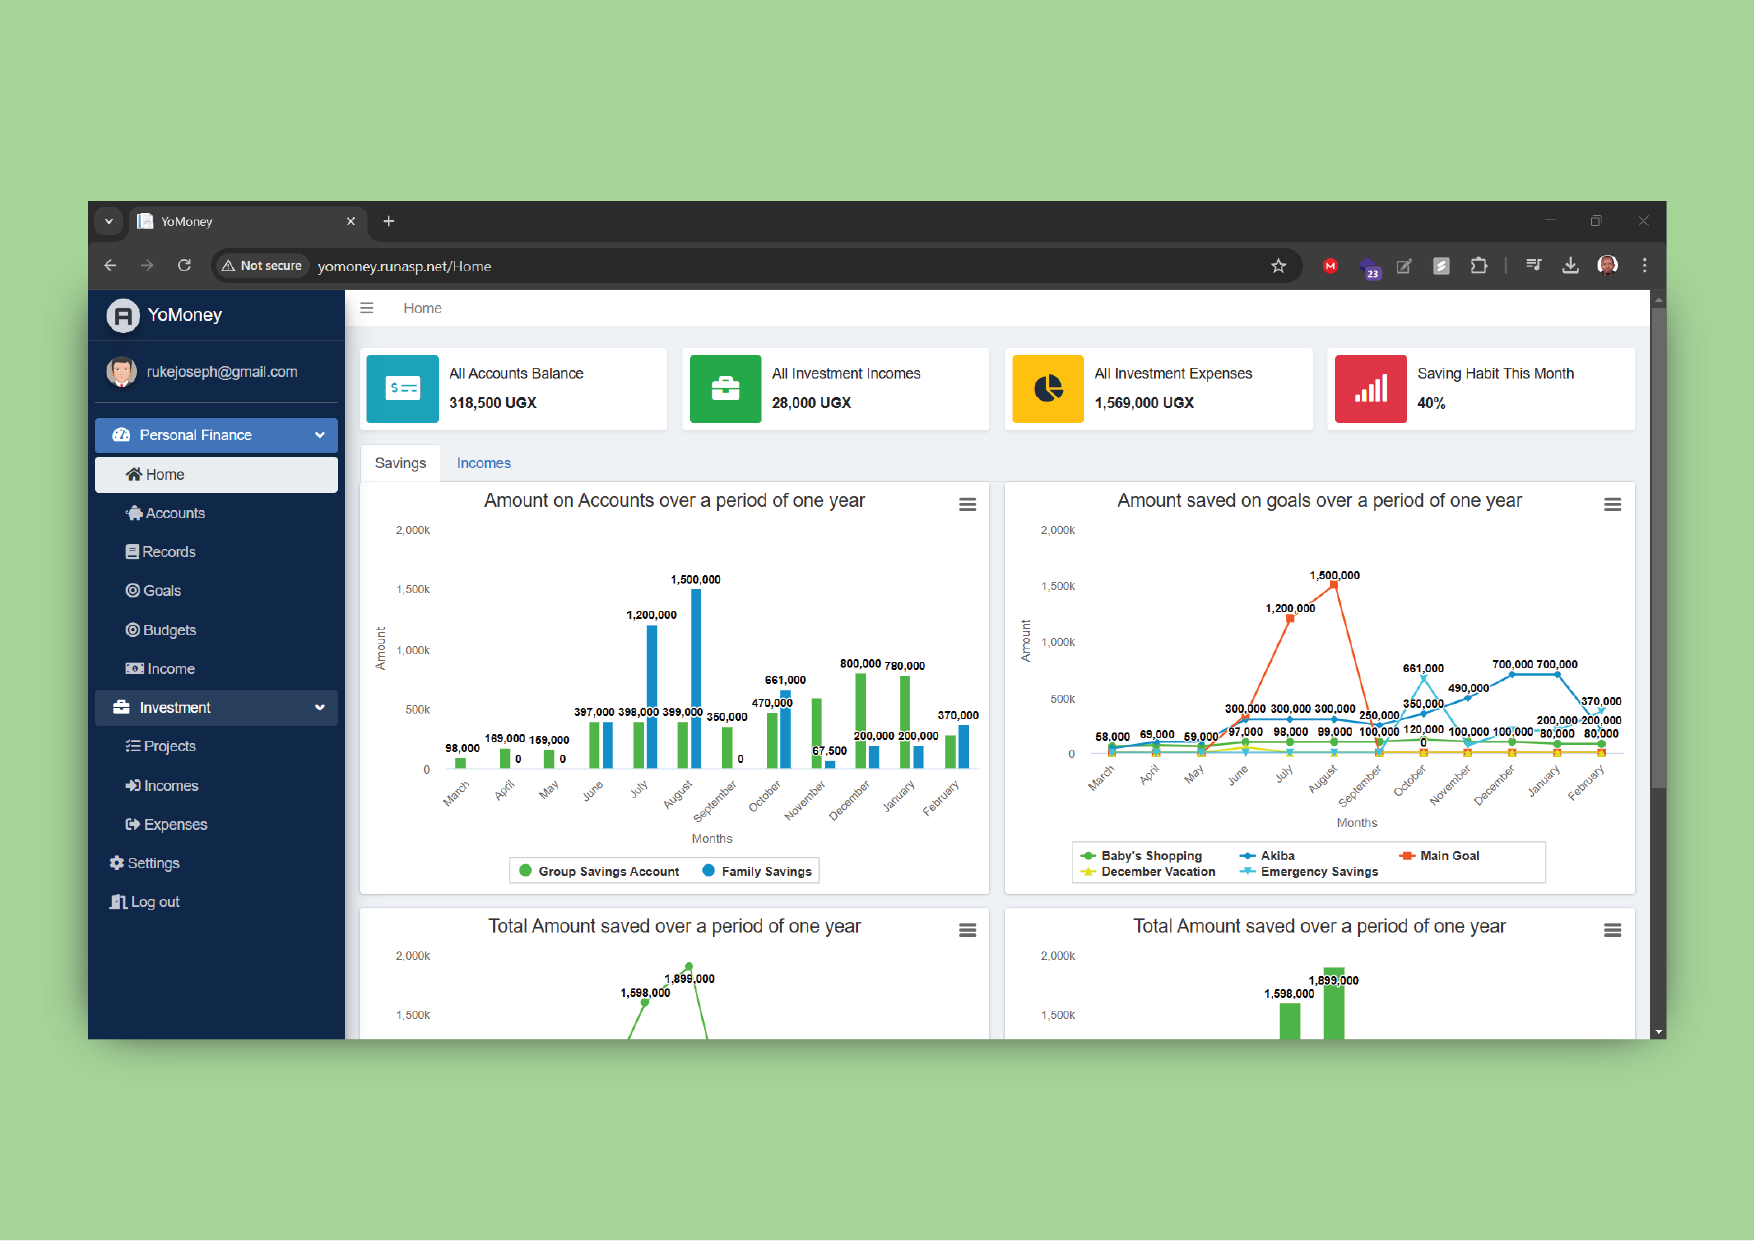 YoMoney
Not secure
yomoney.runasp.net/Home
23
YoMoney
rukejoseph@gmail.com
Personal Finance
Home
Accounts
Records
Goals
Budgets
Income
Investment
Projects
Incomes
Expenses
Settings
Log out
Home
All Accounts Balance
318,500 UGX
All Investment Incomes
28,000 UGX
All Investment Expenses
1,569,000 UGX
Saving Habit This Month
40%
Savings
Incomes
Amount on Accounts over a period of one year
2,000k
1,500k
1,000k
500k
0
Amount
1,500,000
1,200,000
800,000 780,000
661,000
470,000
397,000 398,000 399,000 350,000
370,000
200,000 200,000
169,000 159,000
98,000
67,500
0
0
0
March
April
May
June
July
August
September
October
November
December
January
February
Months
Group Savings Account
Family Savings
Amount saved on goals over a period of one year
2,000k
1,500k
1,000k
500k
0
Amount
1,500,000
1,200,000
661,000
700,000 700,000
490,000
370,000
300,000 300,000 300,000 250,000 350,000
200,000 200,000
58,000 69,000 59,000 97,000 98,000 99,000 100,000 120,000 100,000 100,000 80,000 80,000
0
March
April
May
June
July
August
September
October
November
December
January
February
Months
Baby's Shopping
Akiba
Main Goal
December Vacation
Emergency Savings
Total Amount saved over a period of one year
2,000k
1,500k
1,899,000
1,598,000
Total Amount saved over a period of one year
2,000k
1,500k
1,899,000
1,598,000